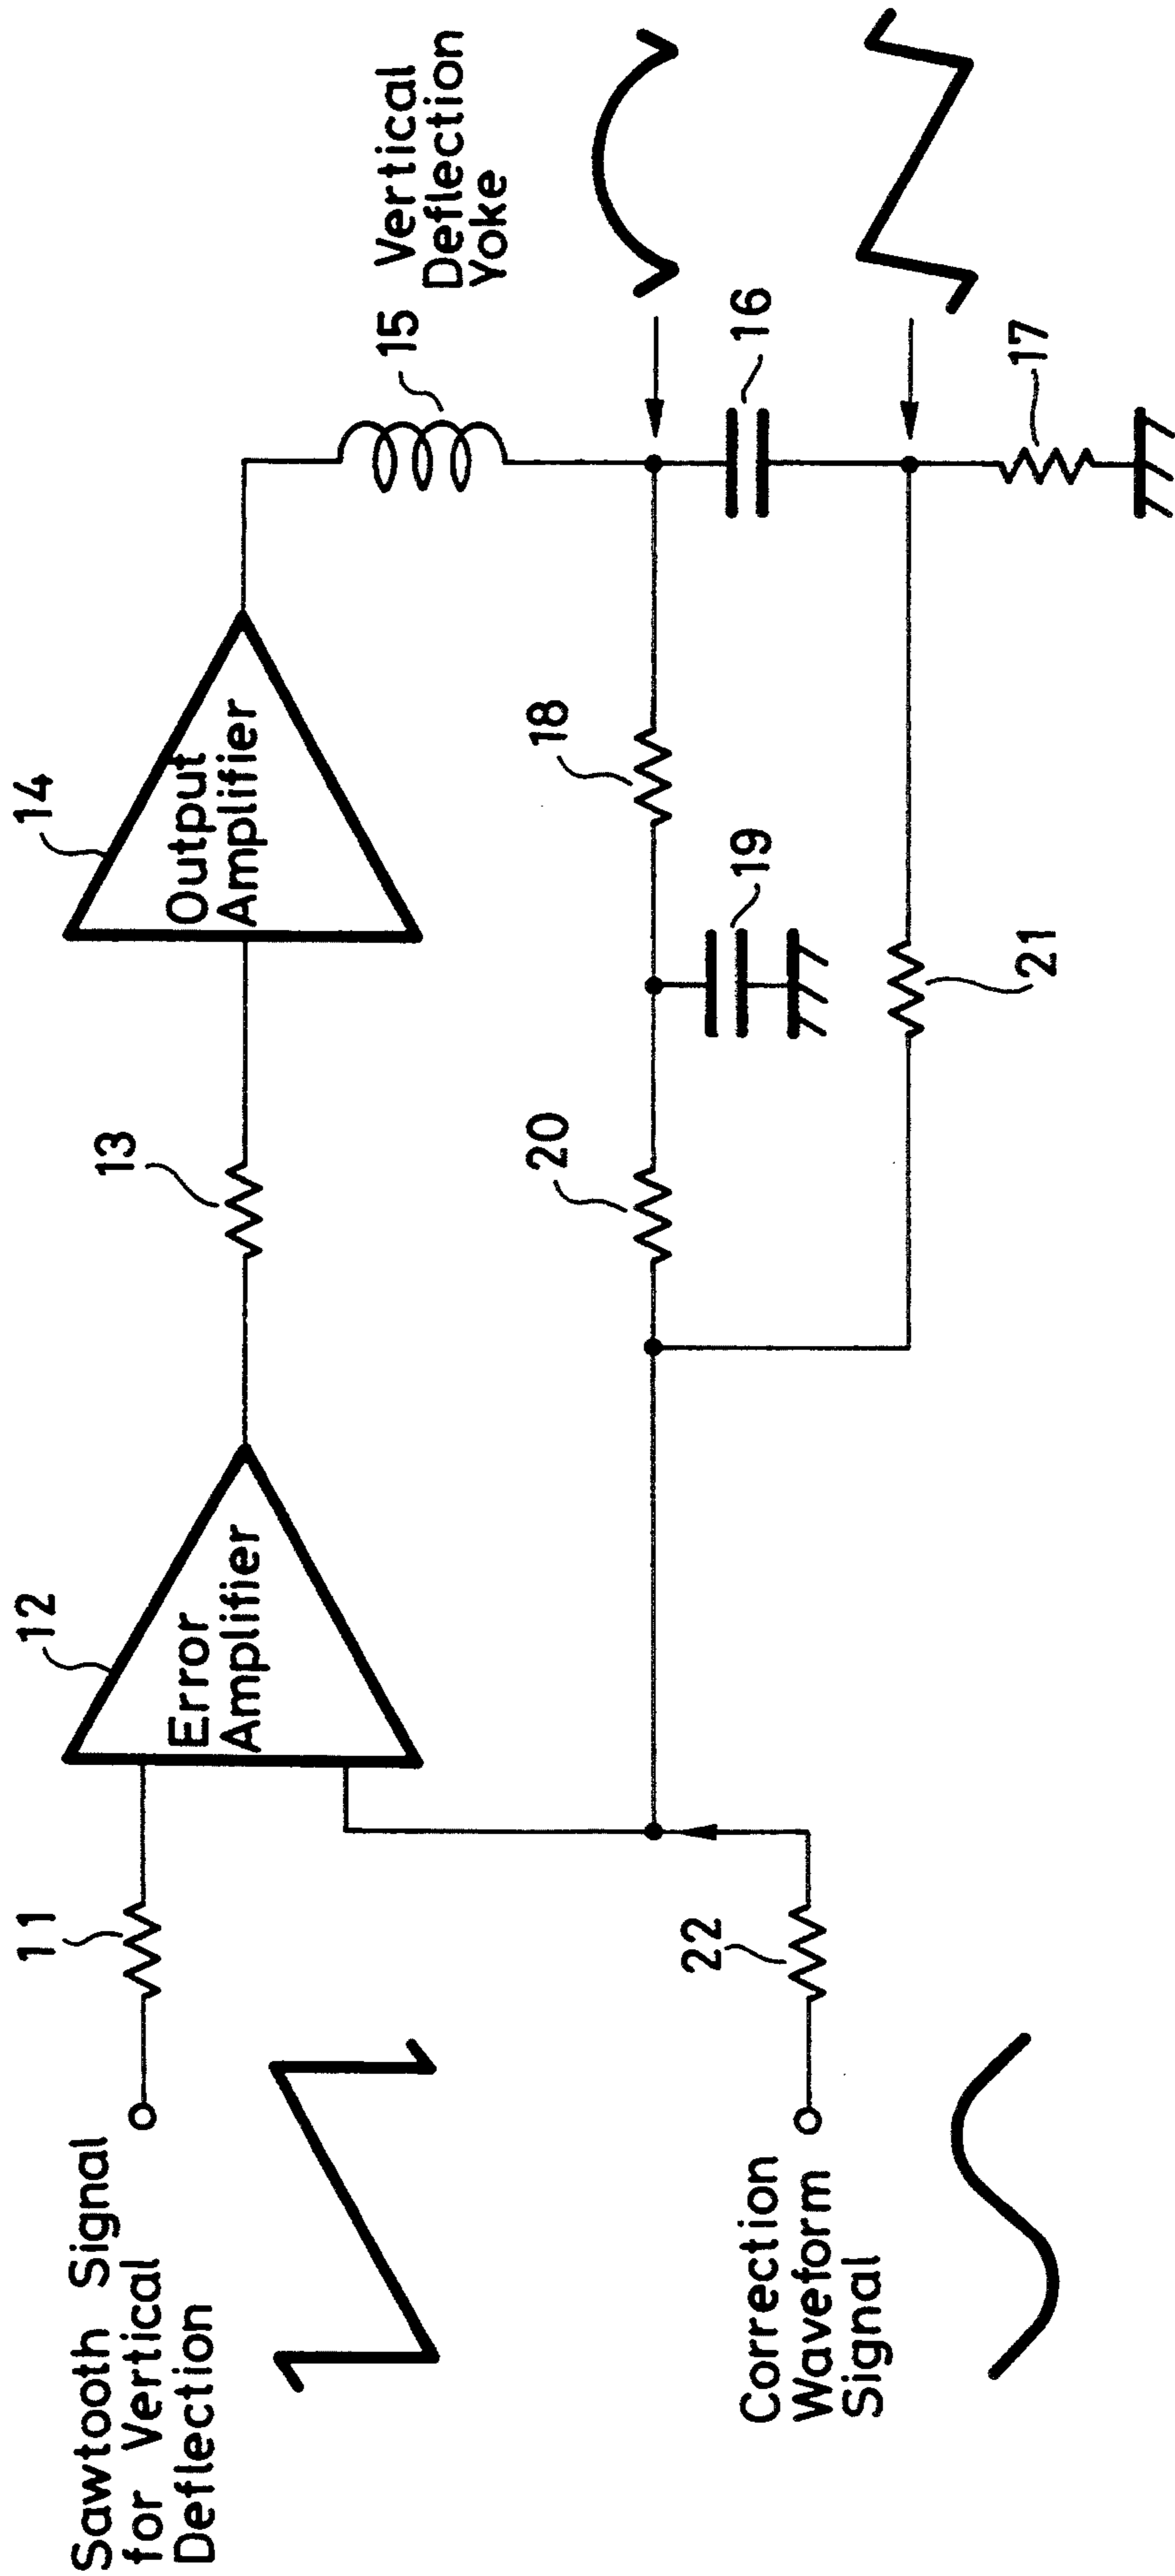 Sawtooth Signal
for Vertical
Deflection
11
12
Error
Amplifier
13
14
Output
Amplifier
15
Vertical
Deflection
Yoke
16
17
18
19
20
21
22
Correction
Waveform
Signal